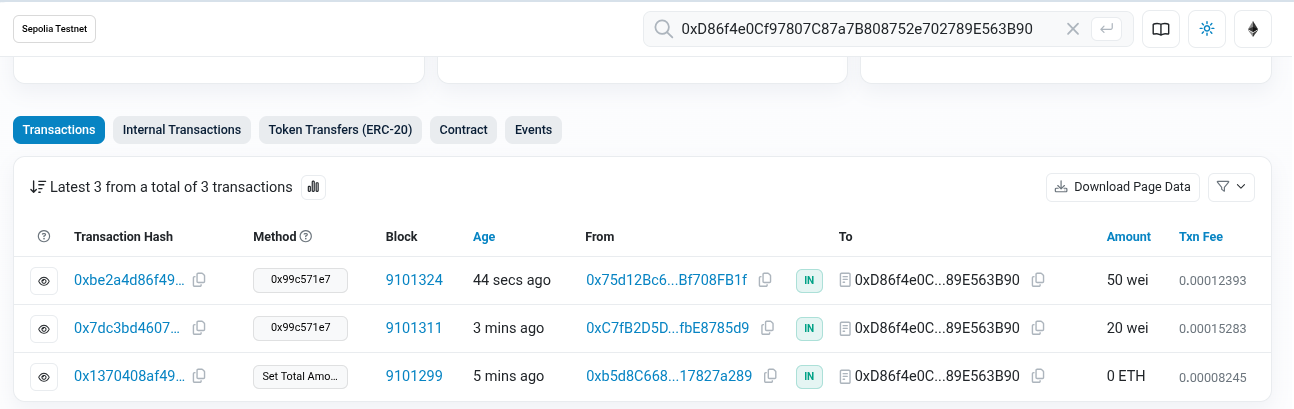 Sepolia Testnet
0xD86f4e0Cf97807C87a7B808752e702789E563B90
Transactions Internal Transactions Token Transfers (ERC-20) Contract Events
Latest 3 from a total of 3 transactions Download Page Data
Transaction Hash Method Block Age From To Amount Txn Fee
0xbe2a4d86f49... 0x99c571e7 9101324 44 secs ago 0x75d12Bc6...Bf708FB1f IN 0xD86f4e0C...89E563B90 50 wei 0.00012393
0x7dc3bd4607... 0x99c571e7 9101311 3 mins ago 0xC7fB2D5D...fbE8785d9 IN 0xD86f4e0C...89E563B90 20 wei 0.00015283
0x1370408af49... Set Total Amo... 9101299 5 mins ago 0xb5d8C668...17827a289 IN 0xD86f4e0C...89E563B90 0 ETH 0.00008245